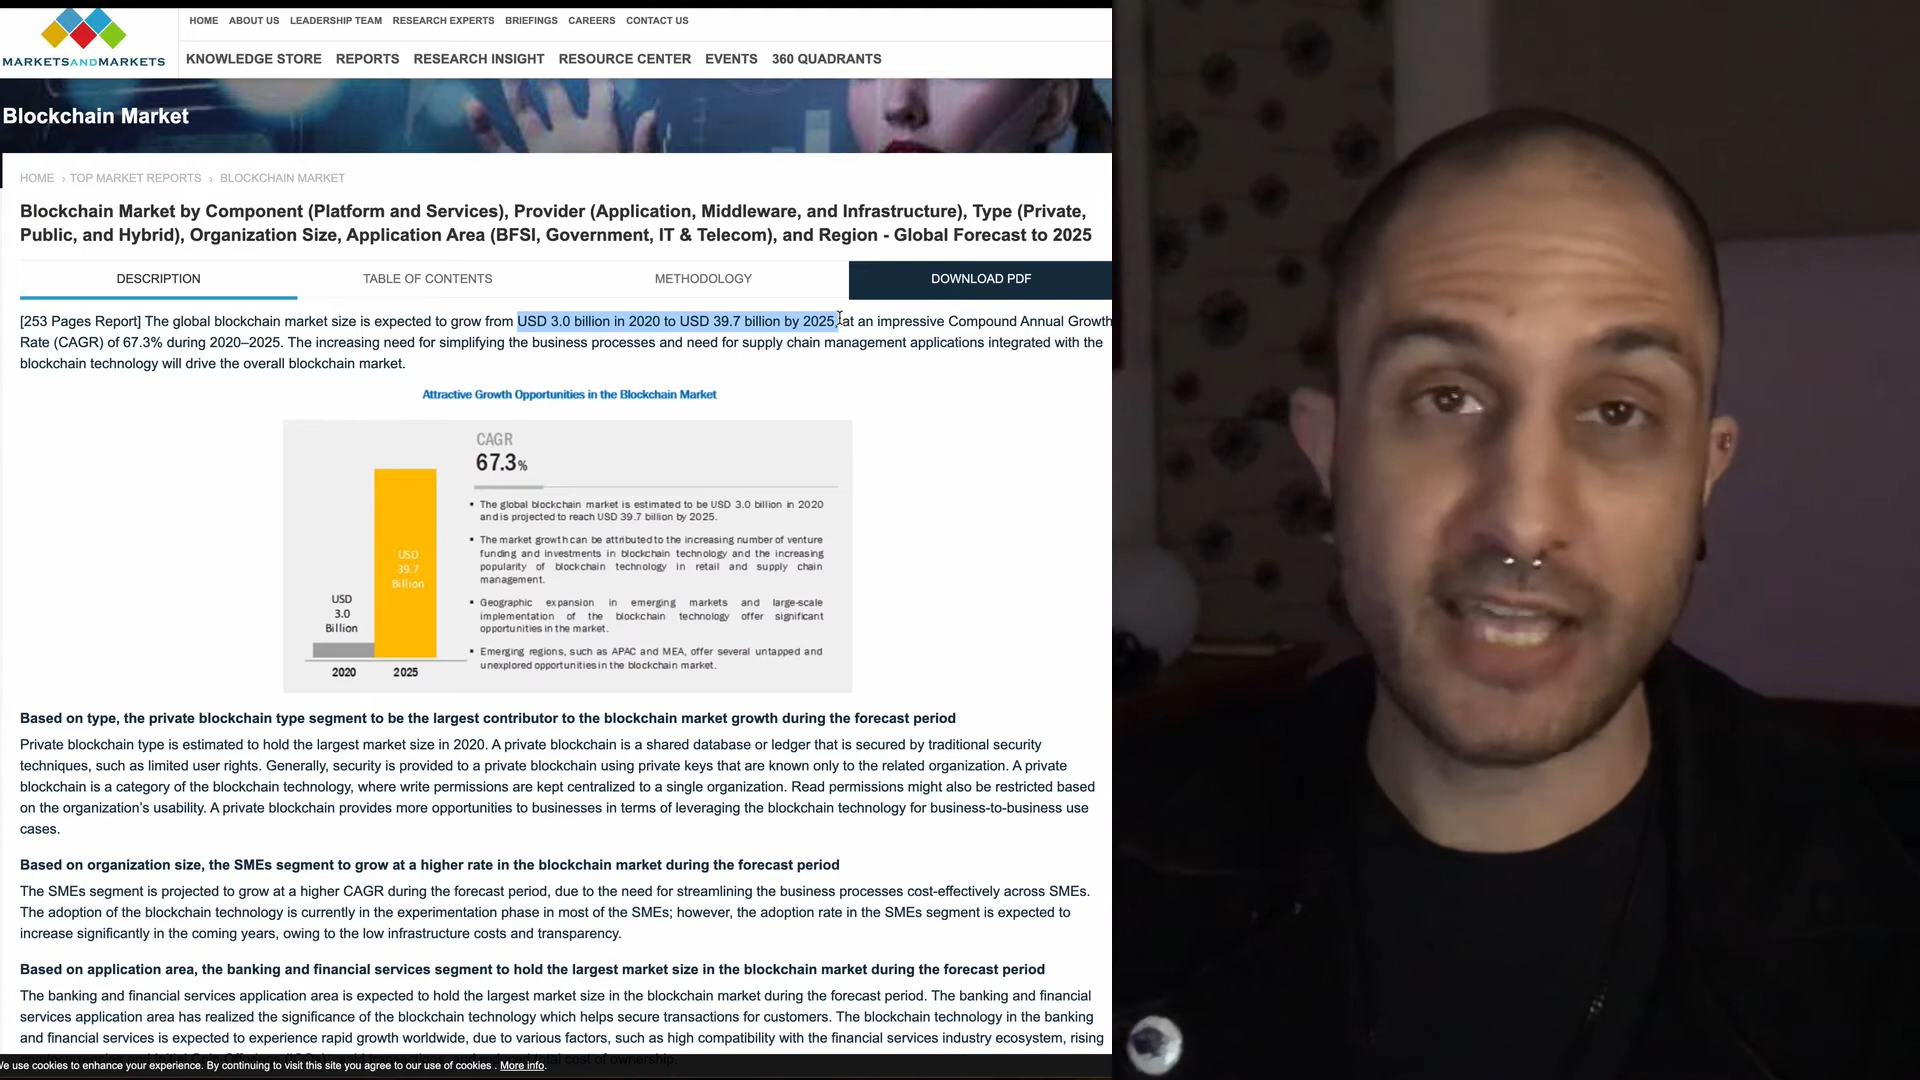 HOME ABOUT US LEADERSHIP TEAM RESEARCH EXPERTS BRIEFINGS CAREERS CONTACT US
MARKETSANDMARKETS
KNOWLEDGE STORE REPORTS RESEARCH INSIGHT RESOURCE CENTER EVENTS 360 QUADRANTS
Blockchain Market
HOME › TOP MARKET REPORTS › BLOCKCHAIN MARKET
Blockchain Market by Component (Platform and Services), Provider (Application, Middleware, and Infrastructure), Type (Private,
Public, and Hybrid), Organization Size, Application Area (BFSI, Government, IT & Telecom), and Region - Global Forecast to 2025
DESCRIPTION TABLE OF CONTENTS METHODOLOGY DOWNLOAD PDF
[253 Pages Report] The global blockchain market size is expected to grow from USD 3.0 billion in 2020 to USD 39.7 billion by 2025, at an impressive Compound Annual Growth
Rate (CAGR) of 67.3% during 2020–2025. The increasing need for simplifying the business processes and need for supply chain management applications integrated with the
blockchain technology will drive the overall blockchain market.
Attractive Growth Opportunities in the Blockchain Market
CAGR
67.3%
The global blockchain market is estimated to be USD 3.0 billion in 2020
and is projected to reach USD 39.7 billion by 2025.
The market growth can be attributed to the increasing number of venture
funding and investments in blockchain technology and the increasing
popularity of blockchain technology in retail and supply chain
management.
Geographic expansion in emerging markets and large-scale
implementation of the blockchain technology offer significant
opportunities in the market.
Emerging regions, such as APAC and MEA, offer several untapped and
unexplored opportunities in the blockchain market.
USD
3.0
Billion
USD
39.7
Billion
2020 2025
Based on type, the private blockchain type segment to be the largest contributor to the blockchain market growth during the forecast period
Private blockchain type is estimated to hold the largest market size in 2020. A private blockchain is a shared database or ledger that is secured by traditional security
techniques, such as limited user rights. Generally, security is provided to a private blockchain using private keys that are known only to the related organization. A private
blockchain is a category of the blockchain technology, where write permissions are kept centralized to a single organization. Read permissions might also be restricted based
on the organization's usability. A private blockchain provides more opportunities to businesses in terms of leveraging the blockchain technology for business-to-business use
cases.
Based on organization size, the SMEs segment to grow at a higher rate in the blockchain market during the forecast period
The SMEs segment is projected to grow at a higher CAGR during the forecast period, due to the need for streamlining the business processes cost-effectively across SMEs.
The adoption of the blockchain technology is currently in the experimentation phase in most of the SMEs; however, the adoption rate in the SMEs segment is expected to
increase significantly in the coming years, owing to the low infrastructure costs and transparency.
Based on application area, the banking and financial services segment to hold the largest market size in the blockchain market during the forecast period
The banking and financial services application area is expected to hold the largest market size in the blockchain market during the forecast period. The banking and financial
services application area has realized the significance of the blockchain technology which helps secure transactions for customers. The blockchain technology in the banking
and financial services is expected to experience rapid growth worldwide, due to various factors, such as high compatibility with the financial services industry ecosystem, rising
We use cookies to enhance your experience. By continuing to visit this site you agree to our use of cookies . More info.